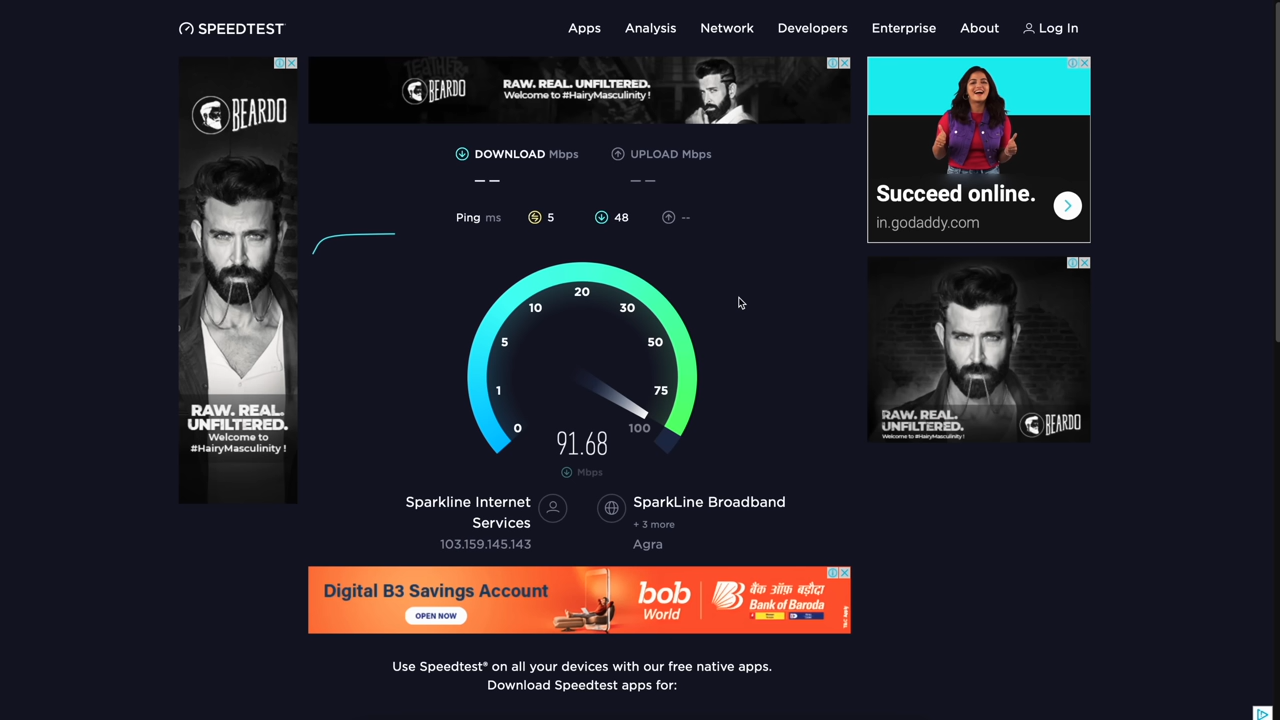 SPEEDTEST
Apps
Analysis
Network
Developers
Enterprise
About
Log In
BEARDO
RAW. REAL.
UNFILTERED.
Welcome to
#HairyMasculinity !
BEARDO
RAW. REAL. UNFILTERED.
Welcome to #HairyMasculinity !
DOWNLOAD Mbps
UPLOAD Mbps
— —
— —
Ping ms
5
48
--
0
1
5
10
20
30
50
75
100
91.68
Mbps
Sparkline Internet
Services
103.159.145.143
SparkLine Broadband
+ 3 more
Agra
Succeed online.
in.godaddy.com
RAW. REAL.
UNFILTERED.
Welcome to #HairyMasculinity !
BEARDO
Digital B3 Savings Account
OPEN NOW
bob
World
बैंक ऑफ़ बड़ौदा
Bank of Baroda
Use Speedtest® on all your devices with our free native apps.
Download Speedtest apps for: